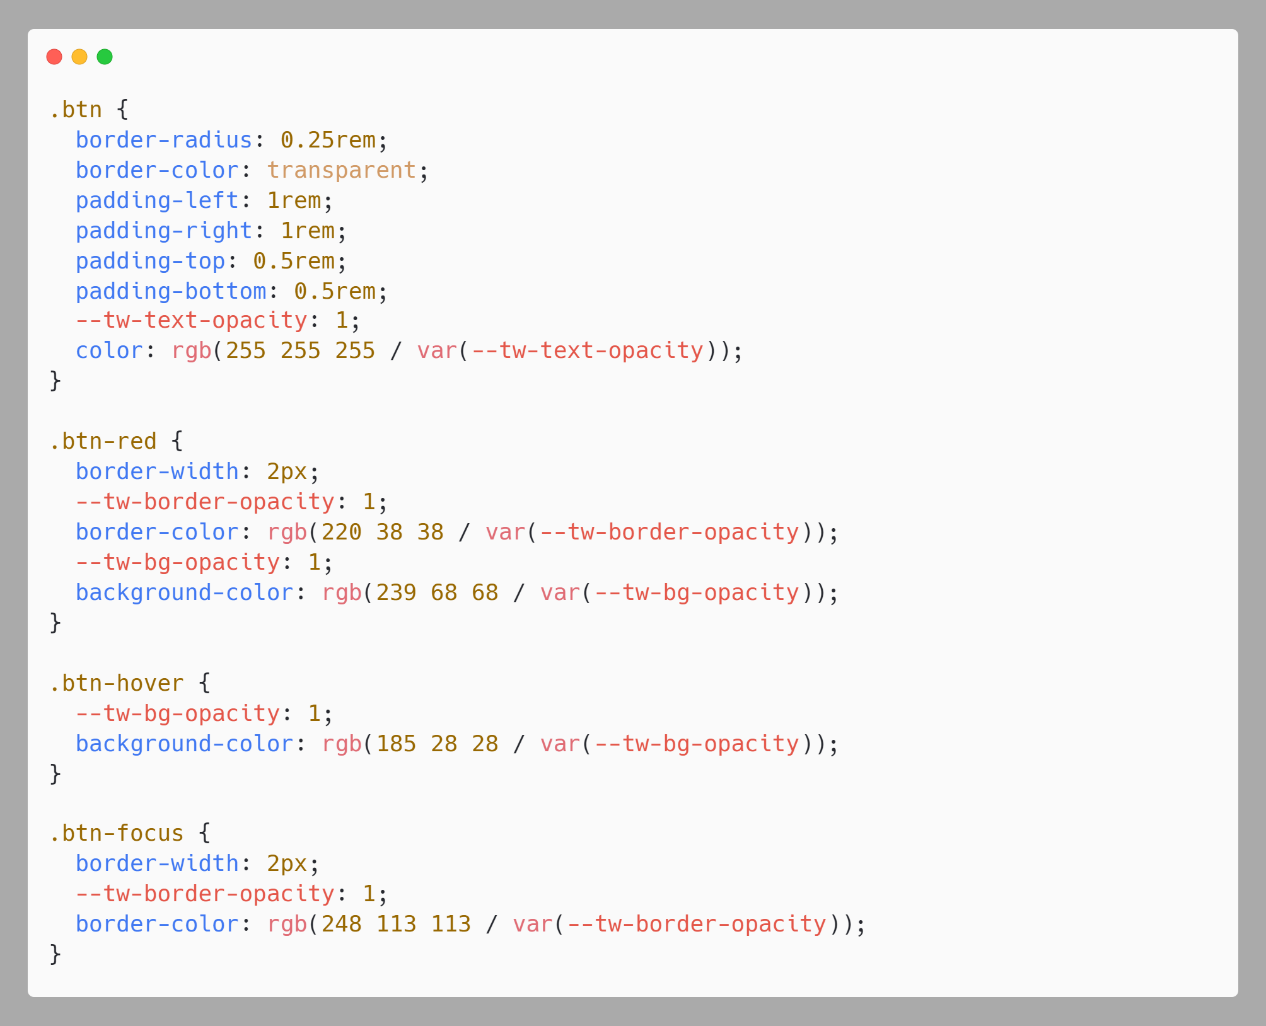 .btn {
  border-radius: 0.25rem;
  border-color: transparent;
  padding-left: 1rem;
  padding-right: 1rem;
  padding-top: 0.5rem;
  padding-bottom: 0.5rem;
  --tw-text-opacity: 1;
  color: rgb(255 255 255 / var(--tw-text-opacity));
}

.btn-red {
  border-width: 2px;
  --tw-border-opacity: 1;
  border-color: rgb(220 38 38 / var(--tw-border-opacity));
  --tw-bg-opacity: 1;
  background-color: rgb(239 68 68 / var(--tw-bg-opacity));
}

.btn-hover {
  --tw-bg-opacity: 1;
  background-color: rgb(185 28 28 / var(--tw-bg-opacity));
}

.btn-focus {
  border-width: 2px;
  --tw-border-opacity: 1;
  border-color: rgb(248 113 113 / var(--tw-border-opacity));
}